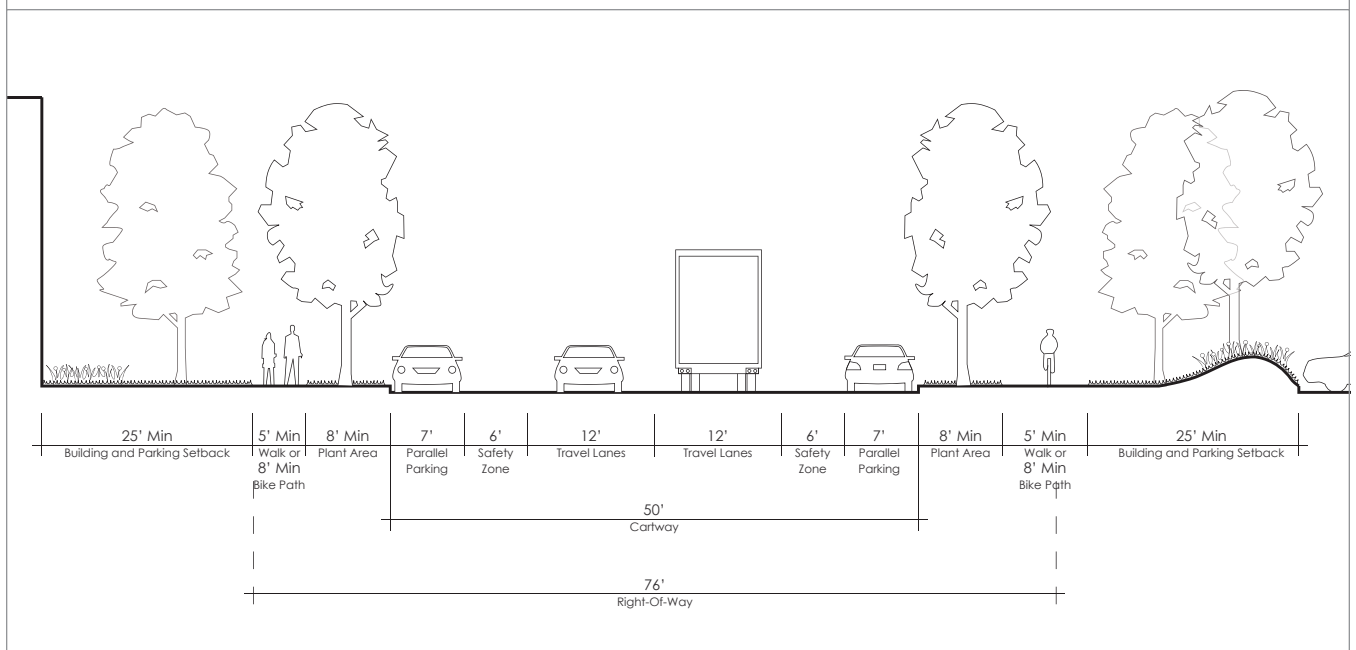 25’ Min
Building and Parking Setback
5’ Min
Walk or
8’ Min
Bike Path
8’ Min
Plant Area
7’
Parallel
Parking
6’
Safety
Zone
12’
Travel Lanes
12’
Travel Lanes
6’
Safety
Zone
7’
Parallel
Parking
8’ Min
Plant Area
5’ Min
Walk or
8’ Min
Bike Path
25’ Min
Building and Parking Setback
50’
Cartway
76’
Right-Of-Way